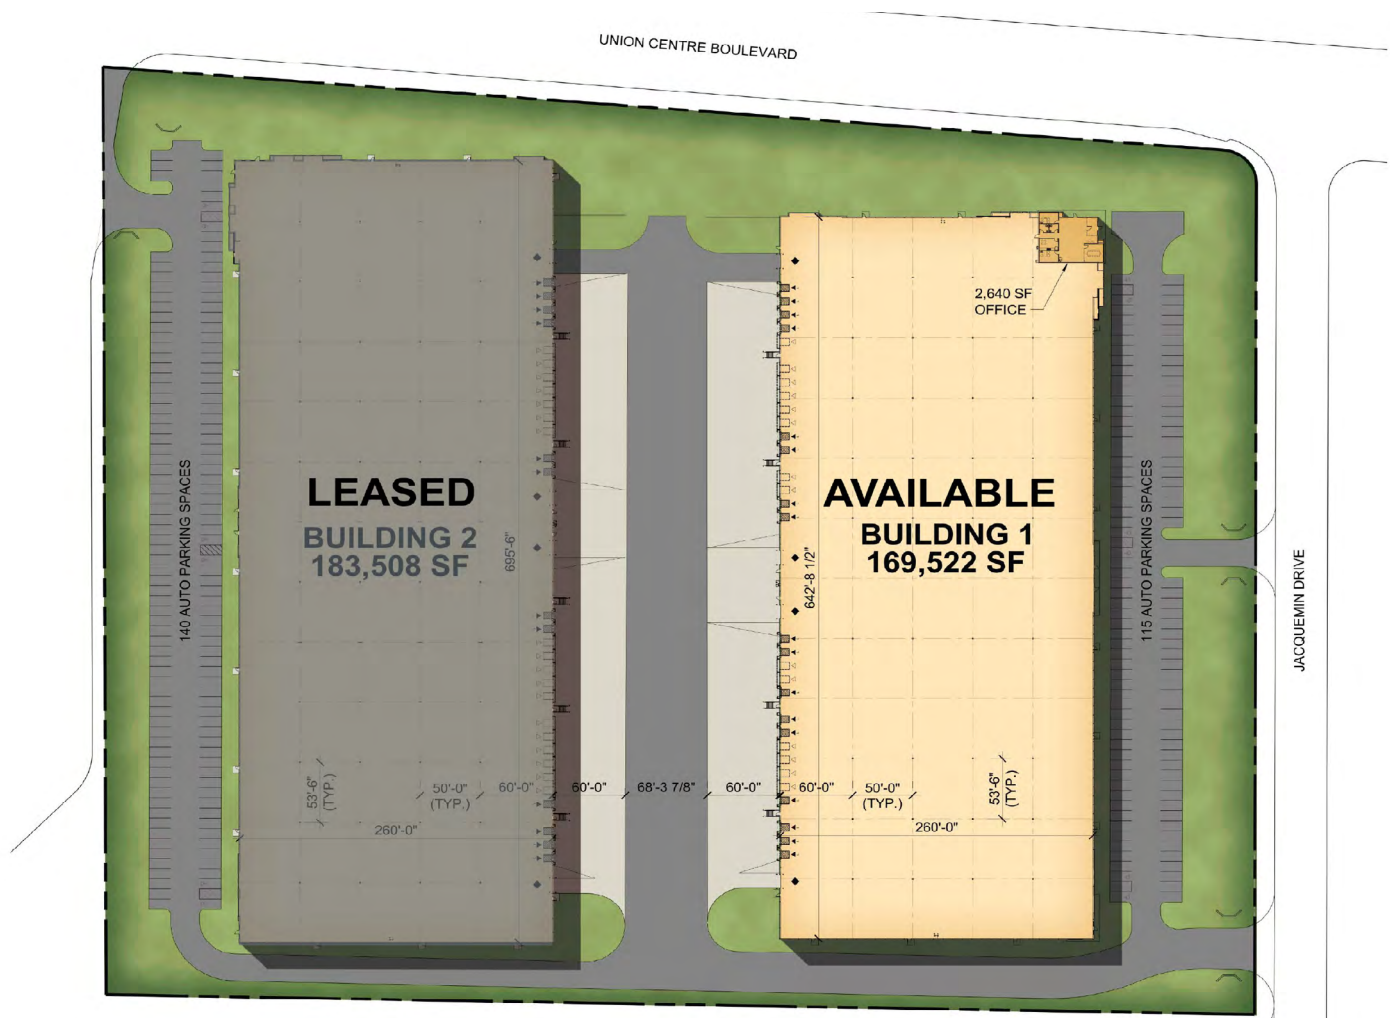 UNION CENTRE BOULEVARD
2,640 SF
OFFICE
140 AUTO PARKING SPACES
LEASED
BUILDING 2
183,508 SF
695'-6"
AVAILABLE
BUILDING 1
169,522 SF
642'-8 1/2"
115 AUTO PARKING SPACES
JACQUEMIN DRIVE
53'-6"
(TYP.)
50'-0"
(TYP.)
60'-0"
60'-0"
68'-3 7/8"
60'-0"
60'-0"
50'-0"
(TYP.)
53'-6"
(TYP.)
260'-0"
260'-0"